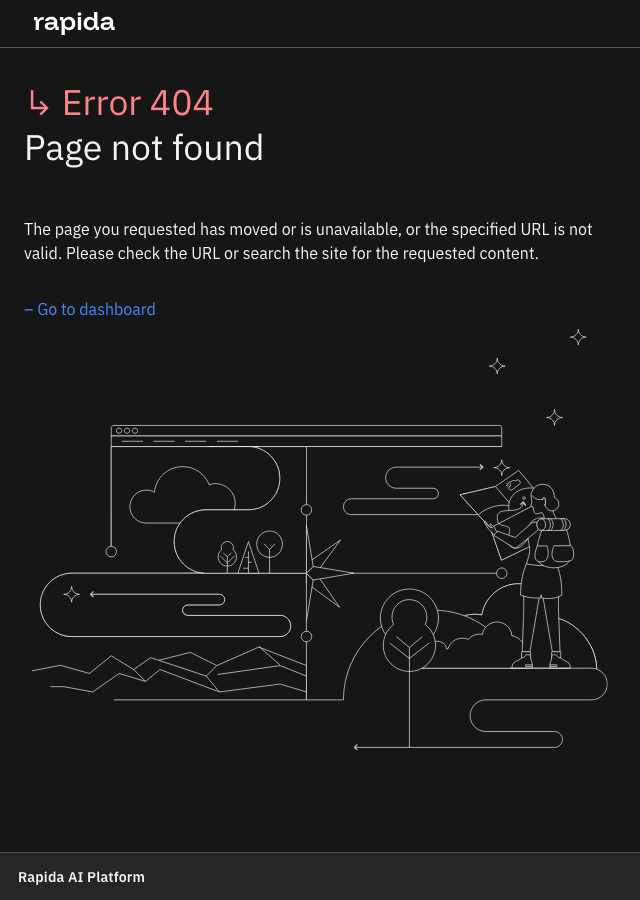 rapida
↳ Error 404
Page not found
The page you requested has moved or is unavailable, or the specified URL is not
valid. Please check the URL or search the site for the requested content.
– Go to dashboard
Rapida AI Platform